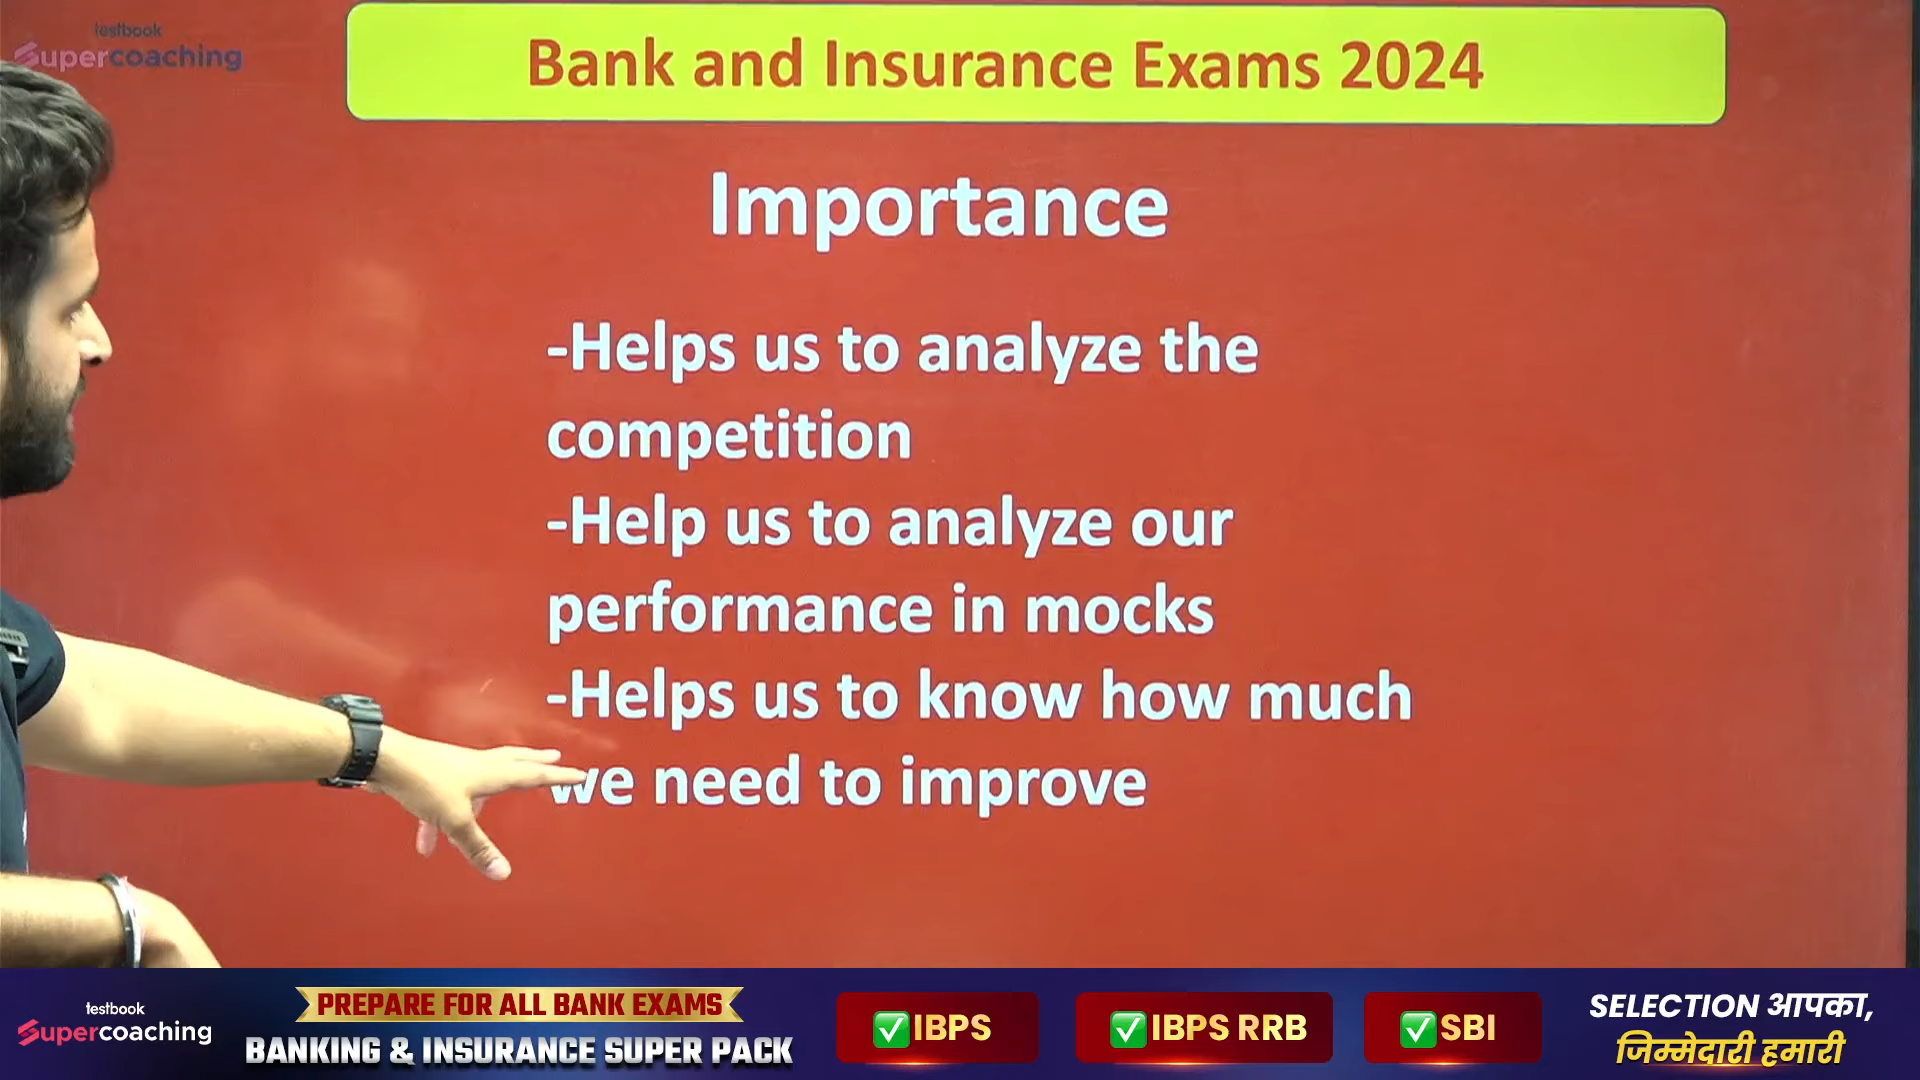 testbook
Supercoaching
Bank and Insurance Exams 2024
Importance
-Helps us to analyze the
competition
-Help us to analyze our
performance in mocks
-Helps us to know how much
we need to improve
testbook
Supercoaching
PREPARE FOR ALL BANK EXAMS
BANKING & INSURANCE SUPER PACK
IBPS
IBPS RRB
SBI
SELECTION आपका,
जिम्मेदारी हमारी